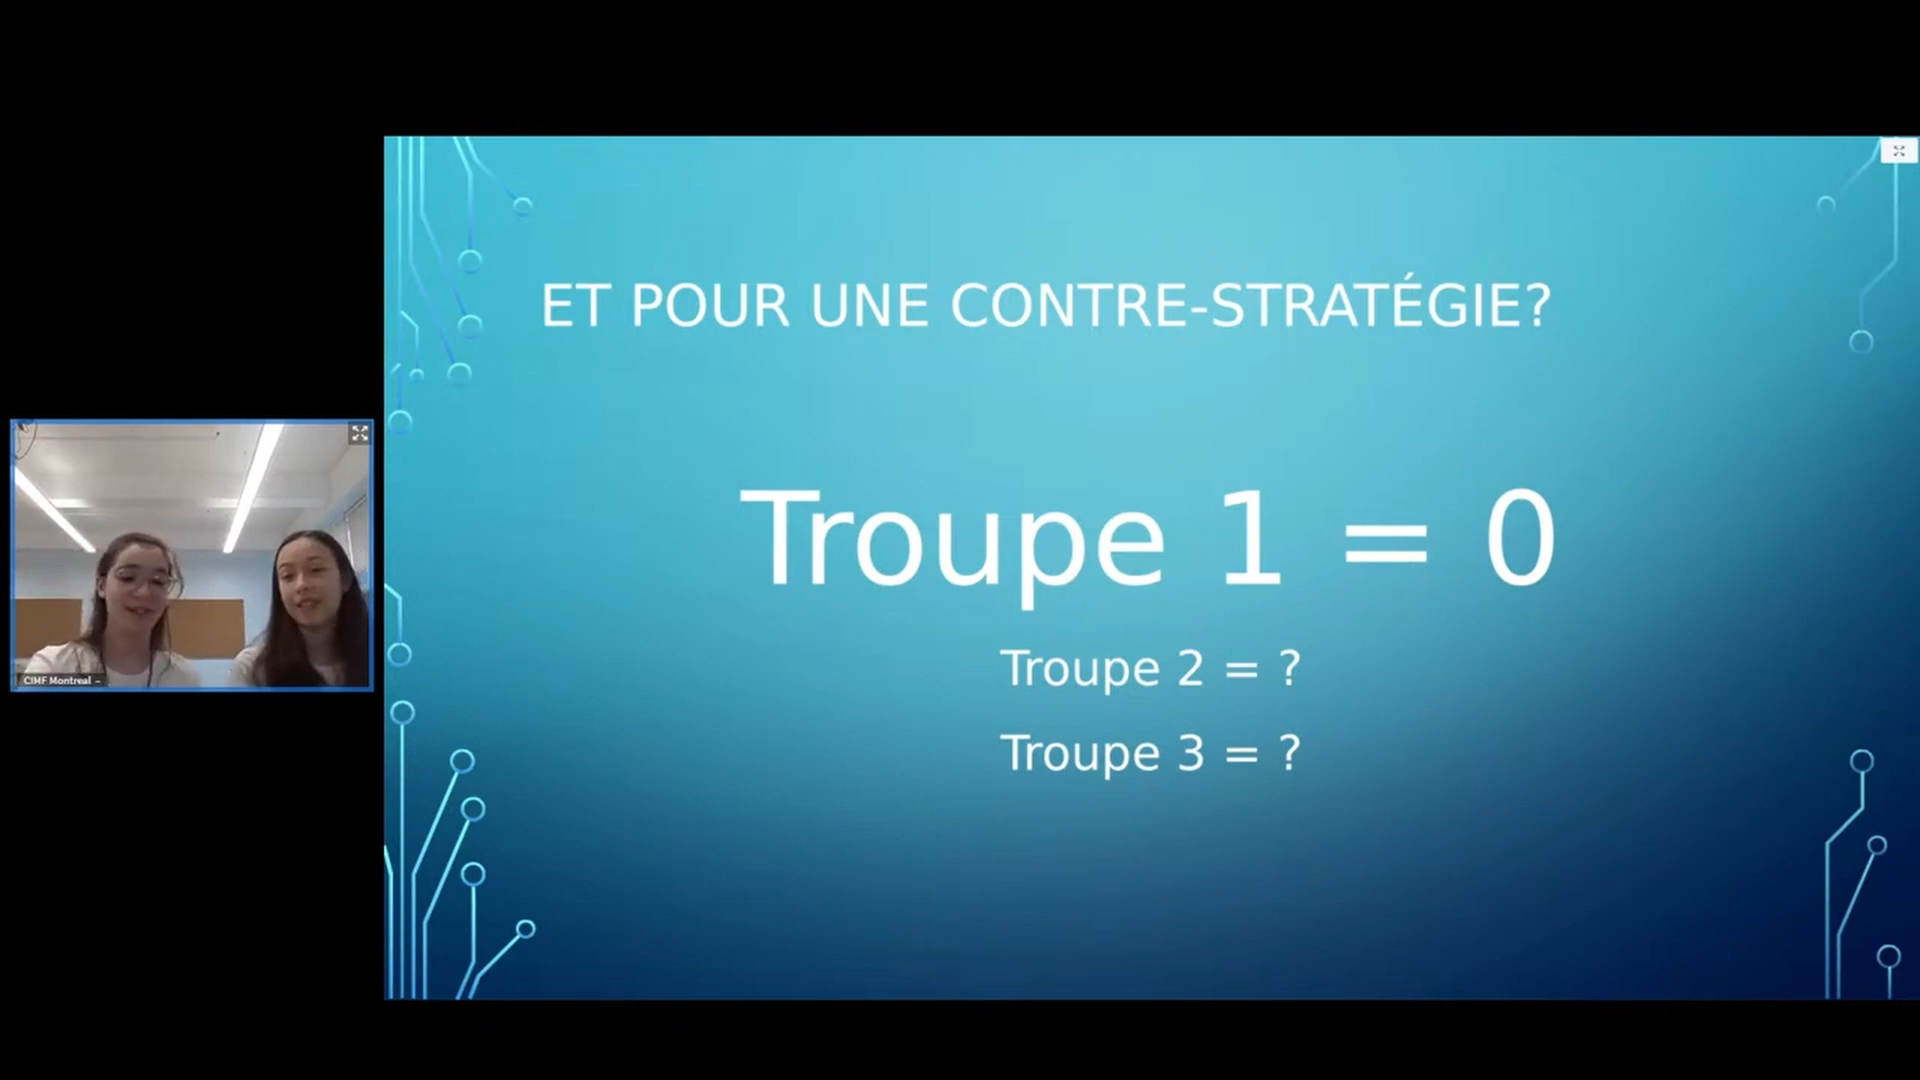 ET POUR UNE CONTRE-STRATÉGIE?
Troupe 1 = 0
Troupe 2 = ?
Troupe 3 = ?
CIMF Montreal –